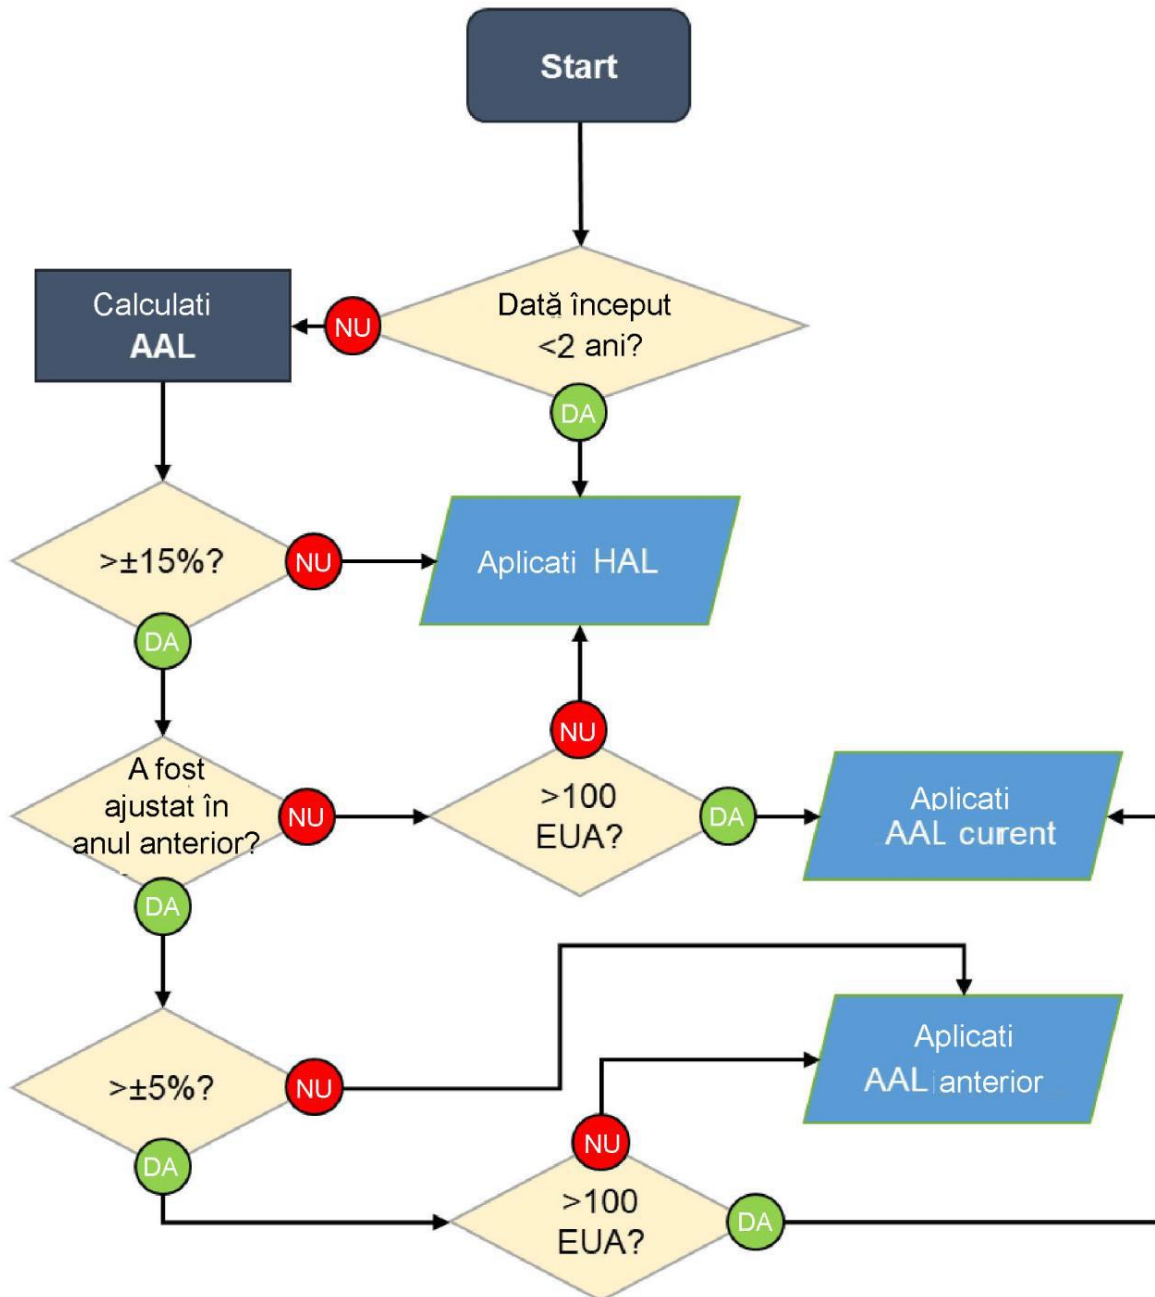 Start
Dată început
<2 ani?
NU
Calculati
AAL
DA
>±15%?
NU
Aplicati HAL
DA
NU
A fost
ajustat în
anul anterior?
NU
>100
EUA?
DA
Aplicati
AAL curent
DA
Aplicati
AAL anterior
>±5%?
NU
NU
DA
>100
EUA?
DA